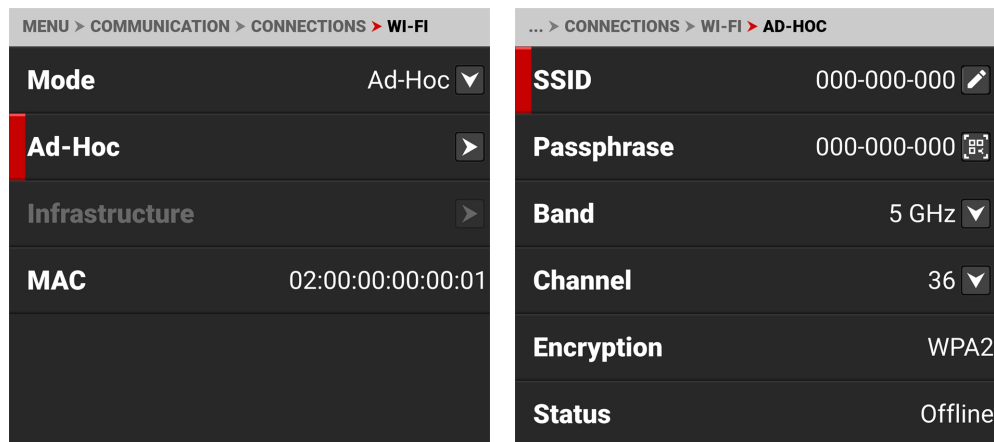 MENU > COMMUNICATION > CONNECTIONS > WI-FI
Mode Ad-Hoc
Ad-Hoc
Infrastructure
MAC 02:00:00:00:00:01
... > CONNECTIONS > WI-FI > AD-HOC
SSID 000-000-000
Passphrase 000-000-000
Band 5 GHz
Channel 36
Encryption WPA2
Status Offline